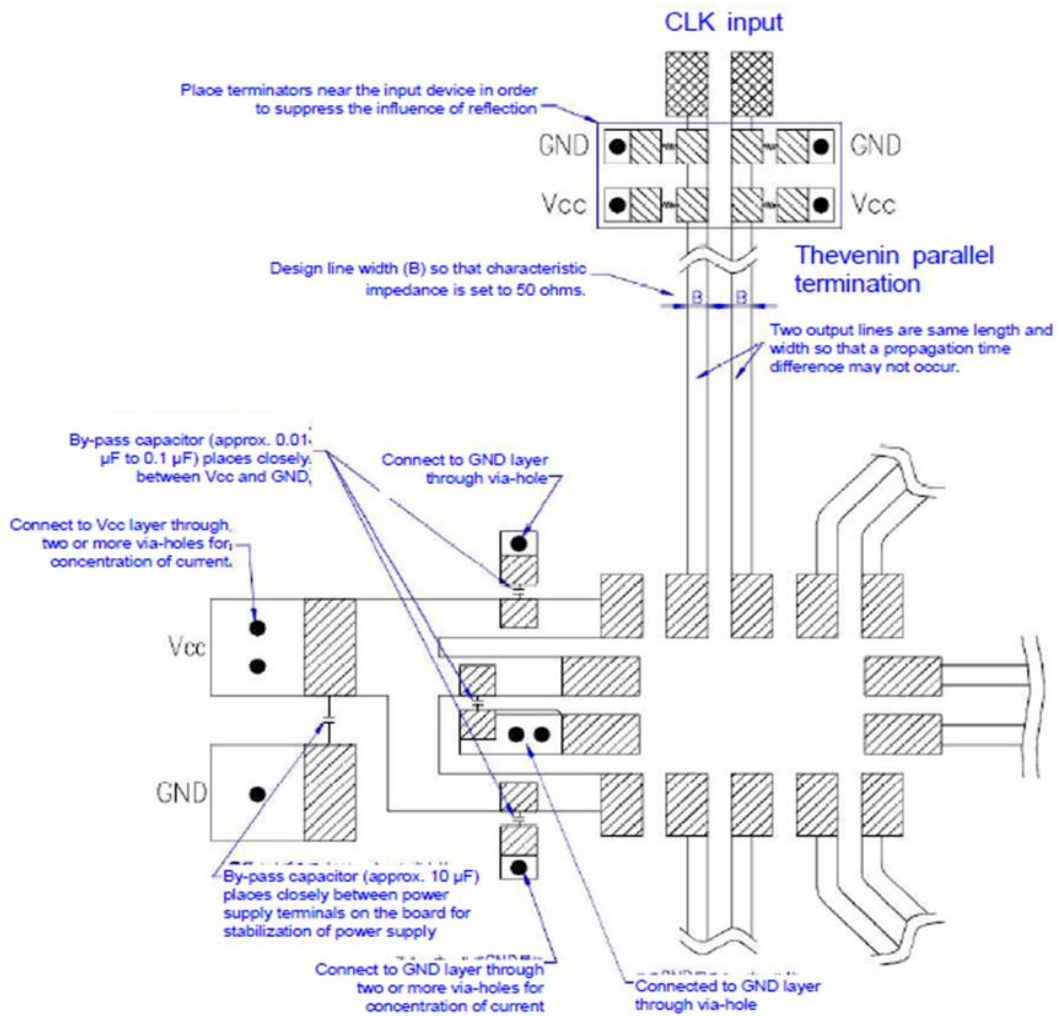 CLK input
Place terminators near the input device in order
to suppress the influence of reflection
GND
GND
Vcc
Vcc
Thevenin parallel
termination
Design line width (B) so that characteristic
impedance is set to 50 ohms.
B
B
Two output lines are same length and
width so that a propagation time
difference may not occur.
By-pass capacitor (approx. 0.01
µF to 0.1 µF) places closely
between Vcc and GND
Connect to GND layer
through via-hole
Connect to Vcc layer through
two or more via-holes for
concentration of current
Vcc
GND
By-pass capacitor (approx. 10 µF)
places closely between power
supply terminals on the board for
stabilization of power supply
Connect to GND layer through
two or more via-holes for
concentration of current
Connected to GND layer
through via-hole